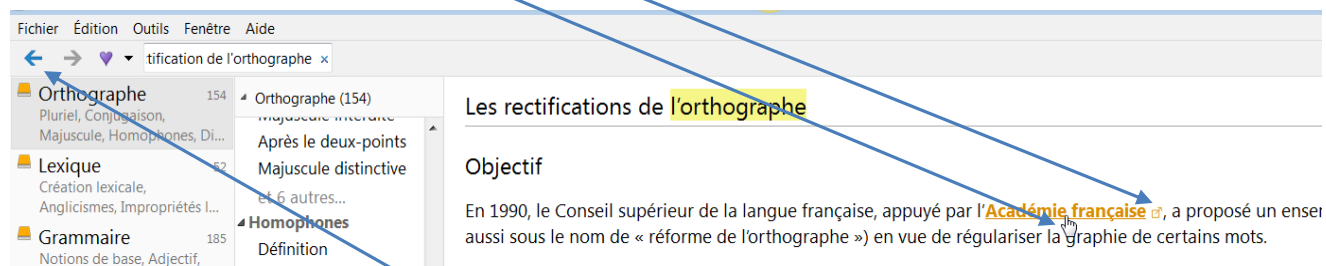 Fichier Édition Outils Fenêtre Aide
tification de l'orthographe ×
Orthographe 154
Pluriel, Conjugaison,
Majuscule, Homophones, Di...
Lexique 52
Création lexicale,
Anglicismes, Impropriétés l...
Grammaire 185
Notions de base, Adjectif,
Orthographe (154)
Majuscule interdite
Après le deux-points
Majuscule distinctive
et 6 autres...
Homophones
Définition
Les rectifications de l'orthographe
Objectif
En 1990, le Conseil supérieur de la langue française, appuyé par l'Académie française, a proposé un enser
aussi sous le nom de « réforme de l'orthographe ») en vue de régulariser la graphie de certains mots.